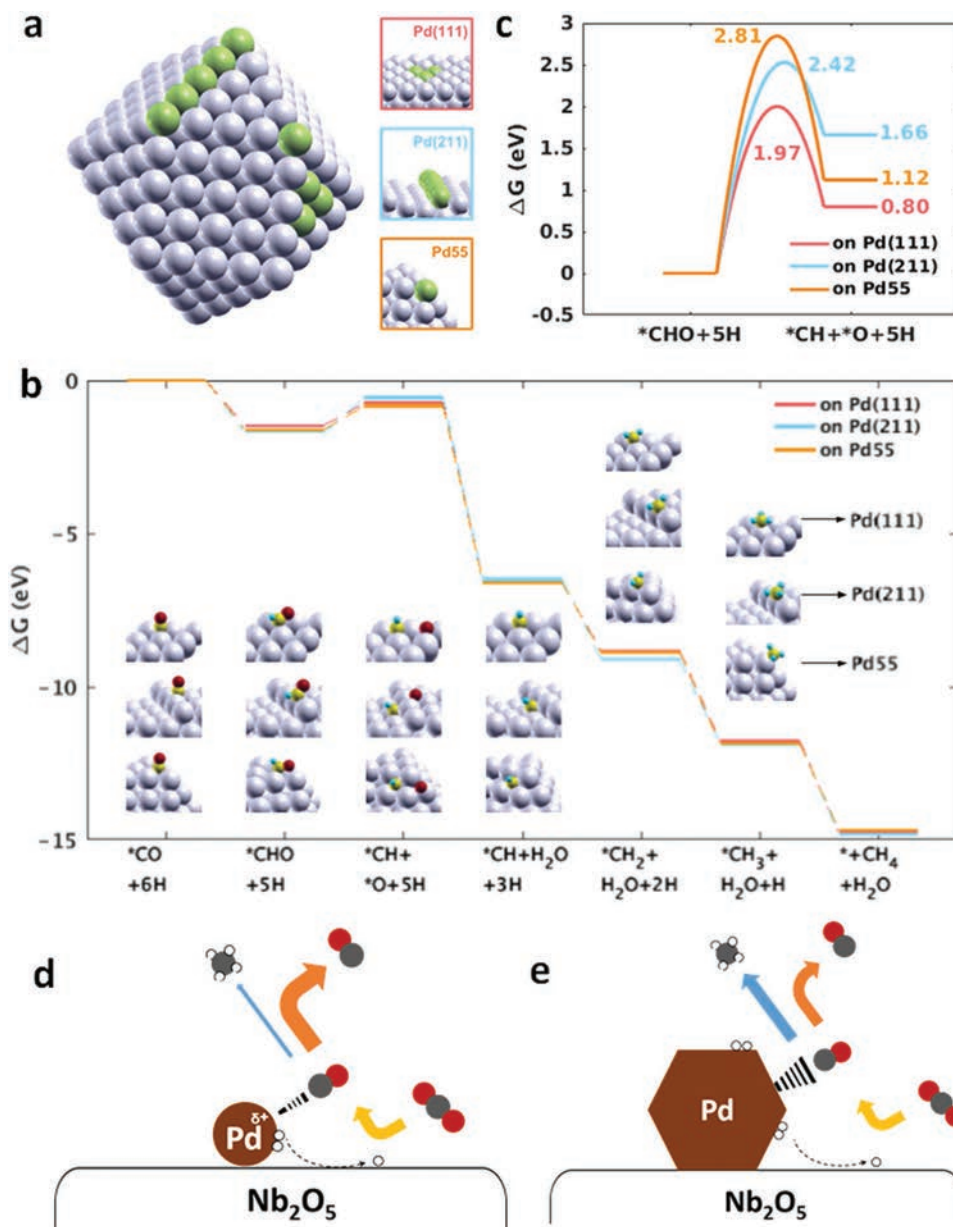 a
Pd(111)
Pd(211)
Pd55
c
3
2.5
2
1.5
1
0.5
0
-0.5
ΔG (eV)
2.81
2.42
1.97
1.66
1.12
0.80
on Pd(111)
on Pd(211)
on Pd55
*CHO+5H
*CH+*O+5H
b
0
−5
−10
−15
ΔG (eV)
on Pd(111)
on Pd(211)
on Pd55
Pd(111)
Pd(211)
Pd55
*CO
+6H
*CHO
+5H
*CH+
*O+5H
*CH+H₂O
+3H
*CH₂+
H₂O+2H
*CH₃+
H₂O+H
*+CH₄
+H₂O
d
Pd δ+
Nb₂O₅
e
Pd
Nb₂O₅